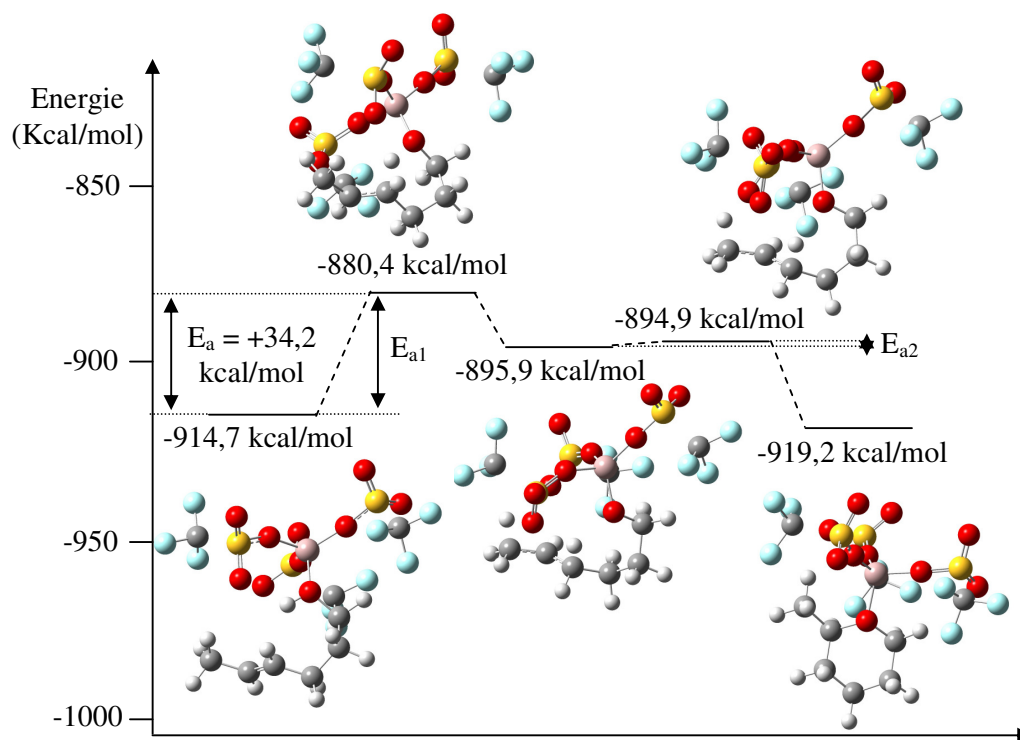 Energie
(Kcal/mol)
-850
-900
-950
-1000
-880,4 kcal/mol
-894,9 kcal/mol
Ea = +34,2
kcal/mol
Ea1
Ea2
-895,9 kcal/mol
-914,7 kcal/mol
-919,2 kcal/mol